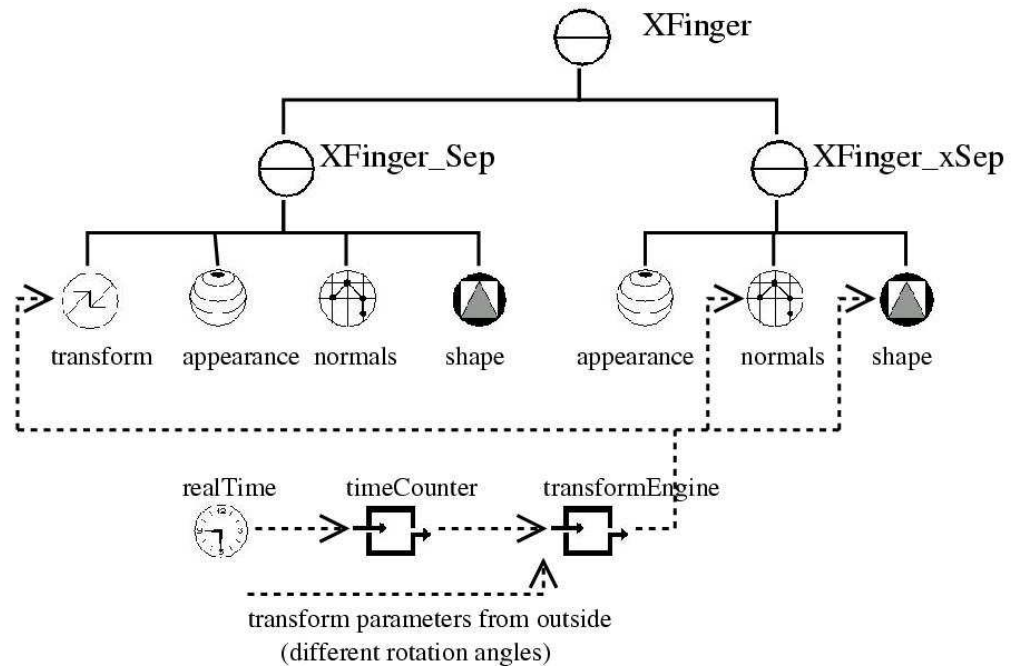 XFinger
XFinger_Sep
XFinger_xSep
transform
appearance
normals
shape
appearance
normals
shape
realTime
timeCounter
transformEngine
transform parameters from outside
(different rotation angles)